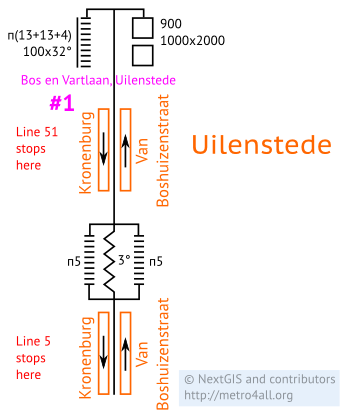 п(13+13+4)
100x32°
900
1000x2000
Bos en Vartlaan, Uilenstede
#1
Line 51
stops
here
Kronenburg
Van
Boshuizenstraat
Uilenstede
п5
3°
п5
Line 5
stops
here
Kronenburg
Van
Boshuizenstraat
© NextGIS and contributors
http://metro4all.org